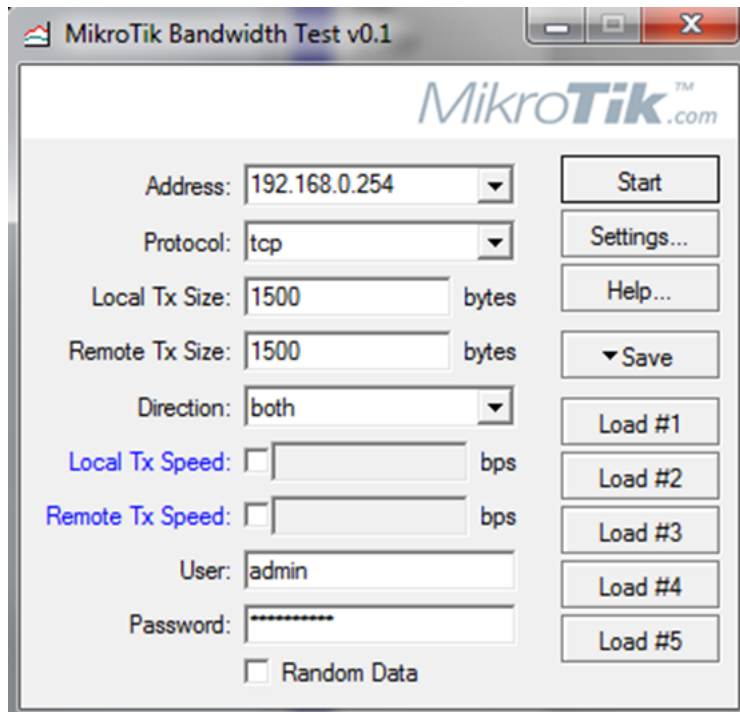 MikroTik Bandwidth Test v0.1
MikroTik™.com
Address: 192.168.0.254
Start
Protocol: tcp
Settings...
Local Tx Size: 1500 bytes
Help...
Remote Tx Size: 1500 bytes
Save
Direction: both
Load #1
Local Tx Speed: bps
Load #2
Remote Tx Speed: bps
Load #3
User: admin
Load #4
Password: **********
Load #5
Random Data